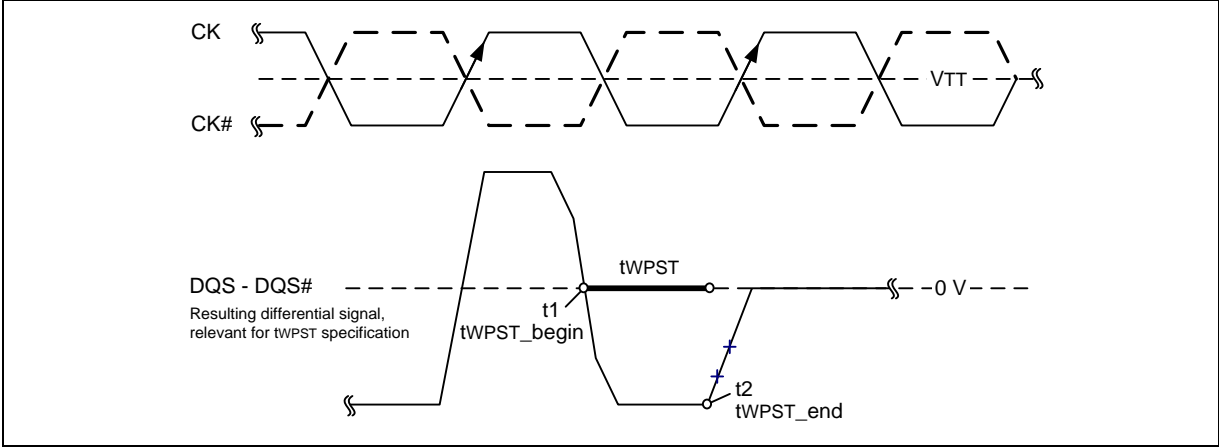 CK
VTT
CK#
tWPST
DQS - DQS#
0 V
Resulting differential signal,
relevant for tWPST specification
t1
tWPST_begin
t2
tWPST_end